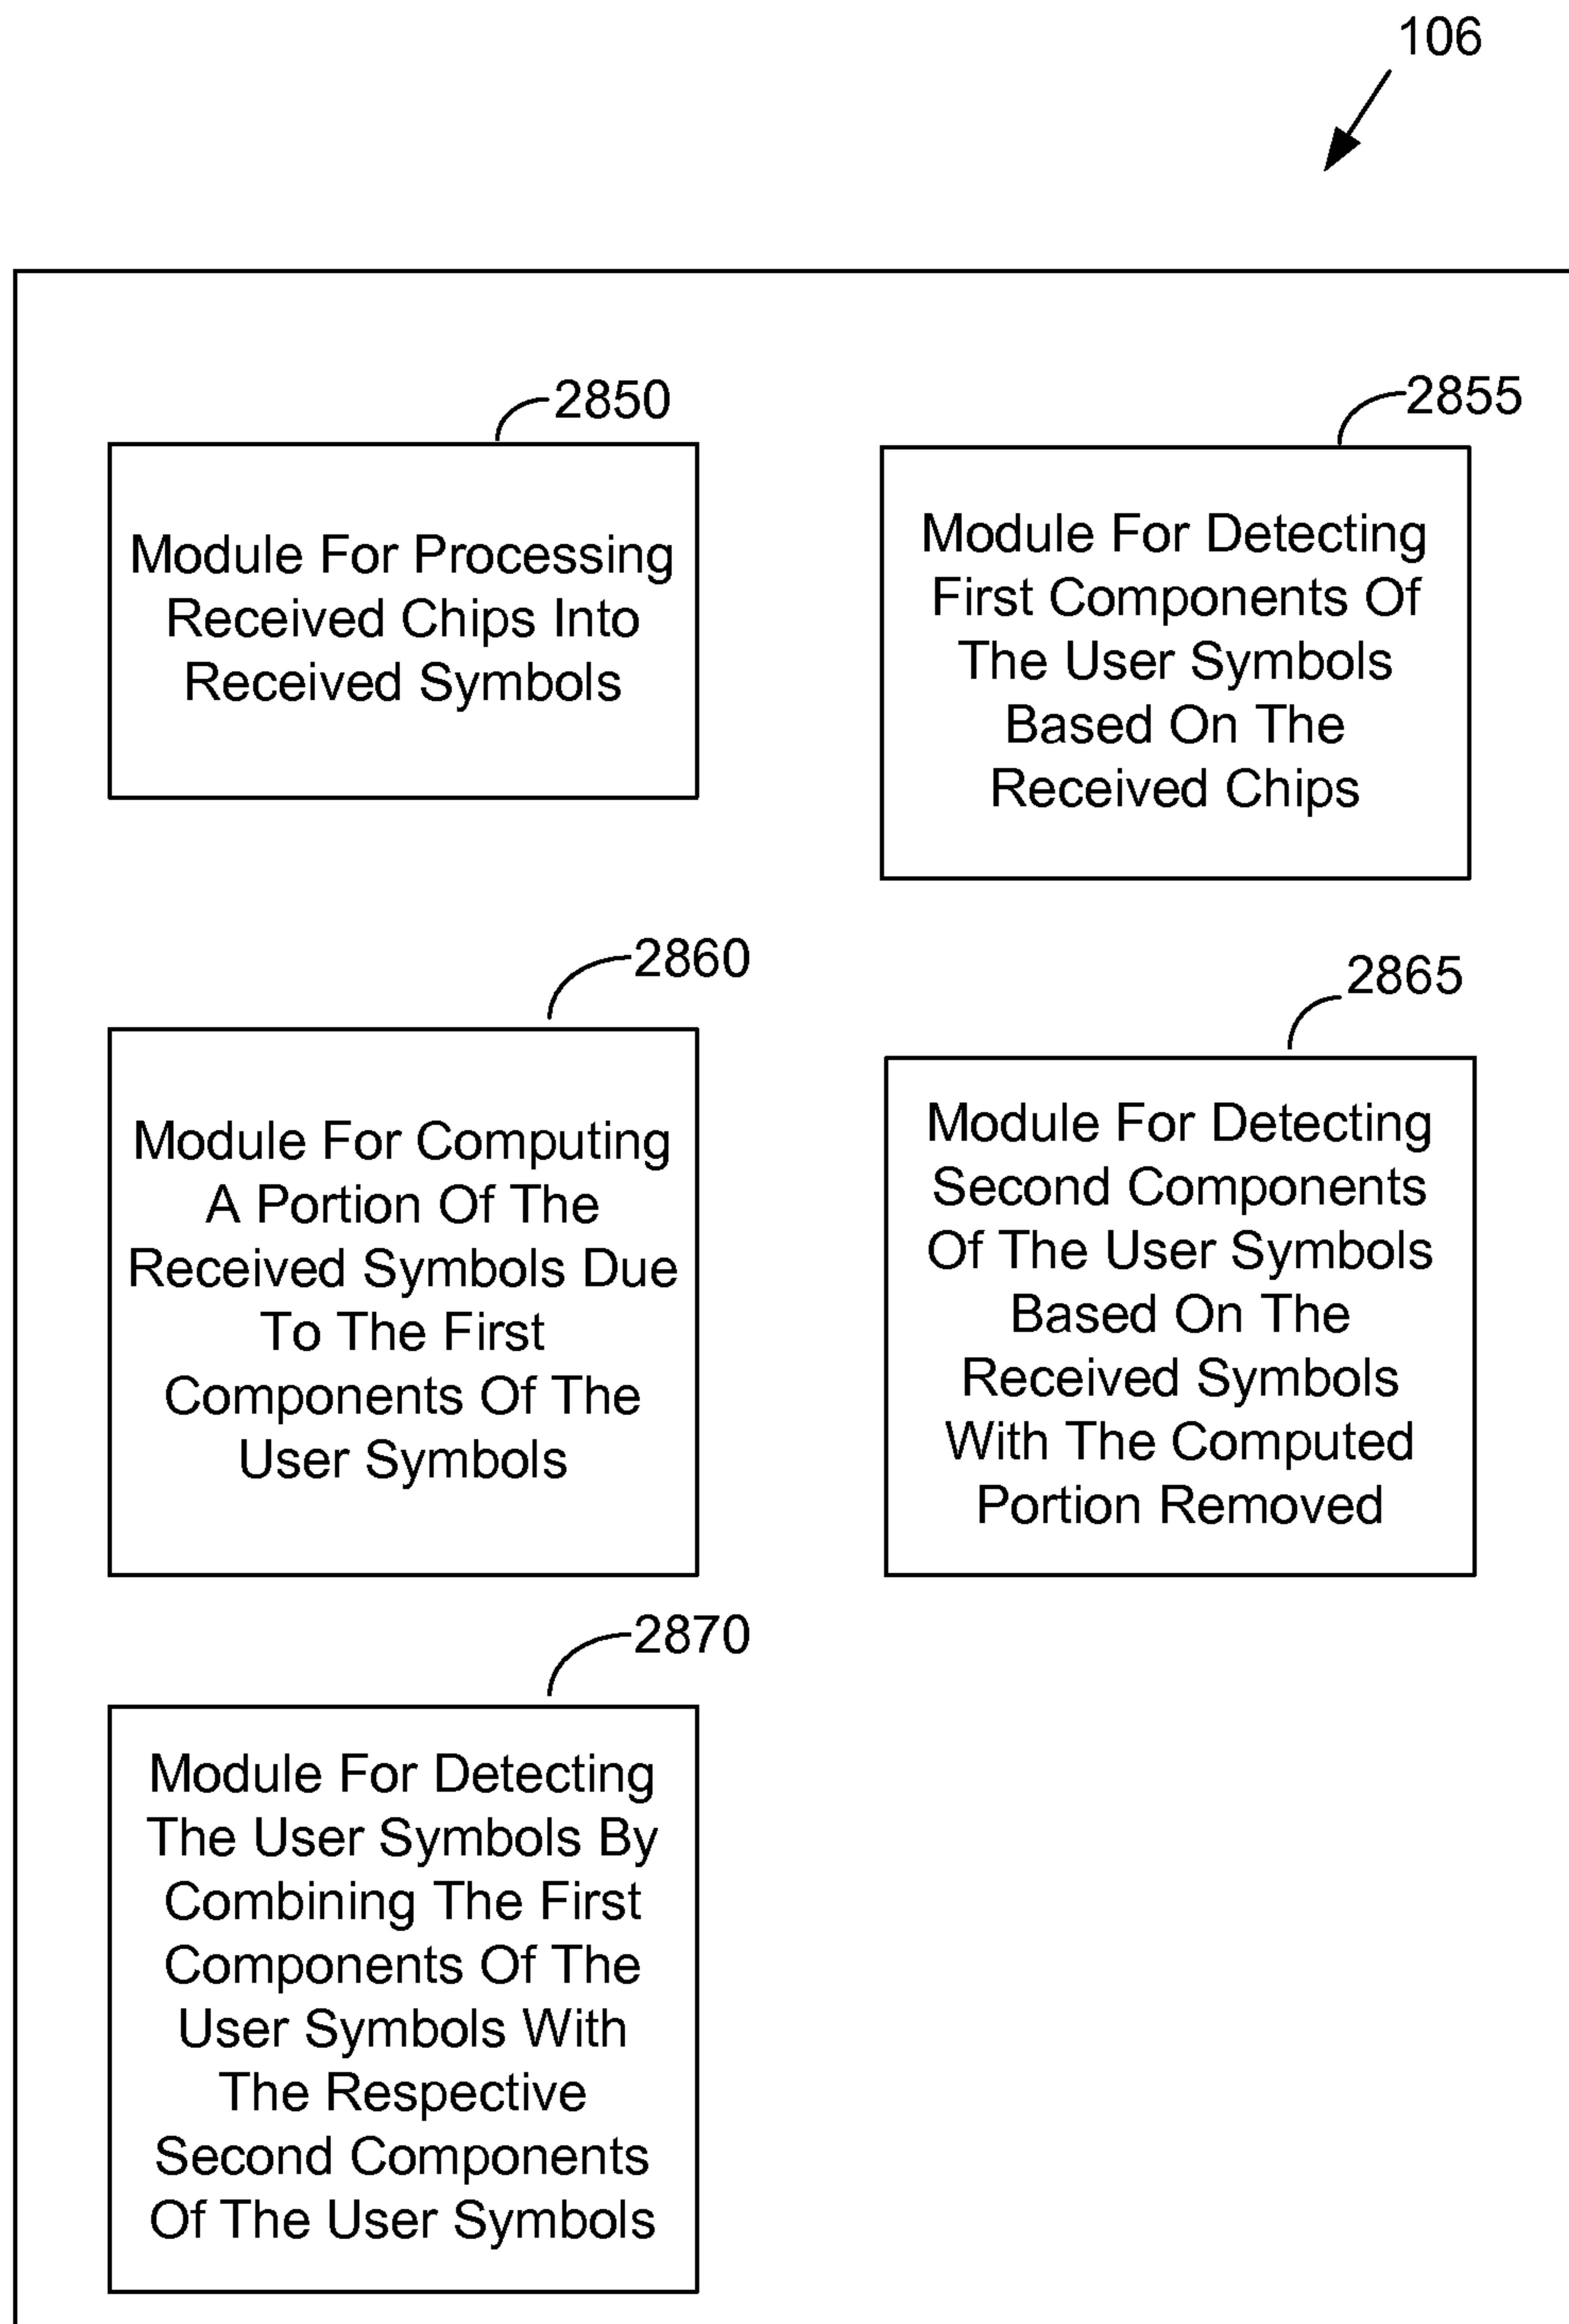 106
2850
Module For Processing
Received Chips Into
Received Symbols
2855
Module For Detecting
First Components Of
The User Symbols
Based On The
Received Chips
2860
Module For Computing
A Portion Of The
Received Symbols Due
To The First
Components Of The
User Symbols
2865
Module For Detecting
Second Components
Of The User Symbols
Based On The
Received Symbols
With The Computed
Portion Removed
2870
Module For Detecting
The User Symbols By
Combining The First
Components Of The
User Symbols With
The Respective
Second Components
Of The User Symbols